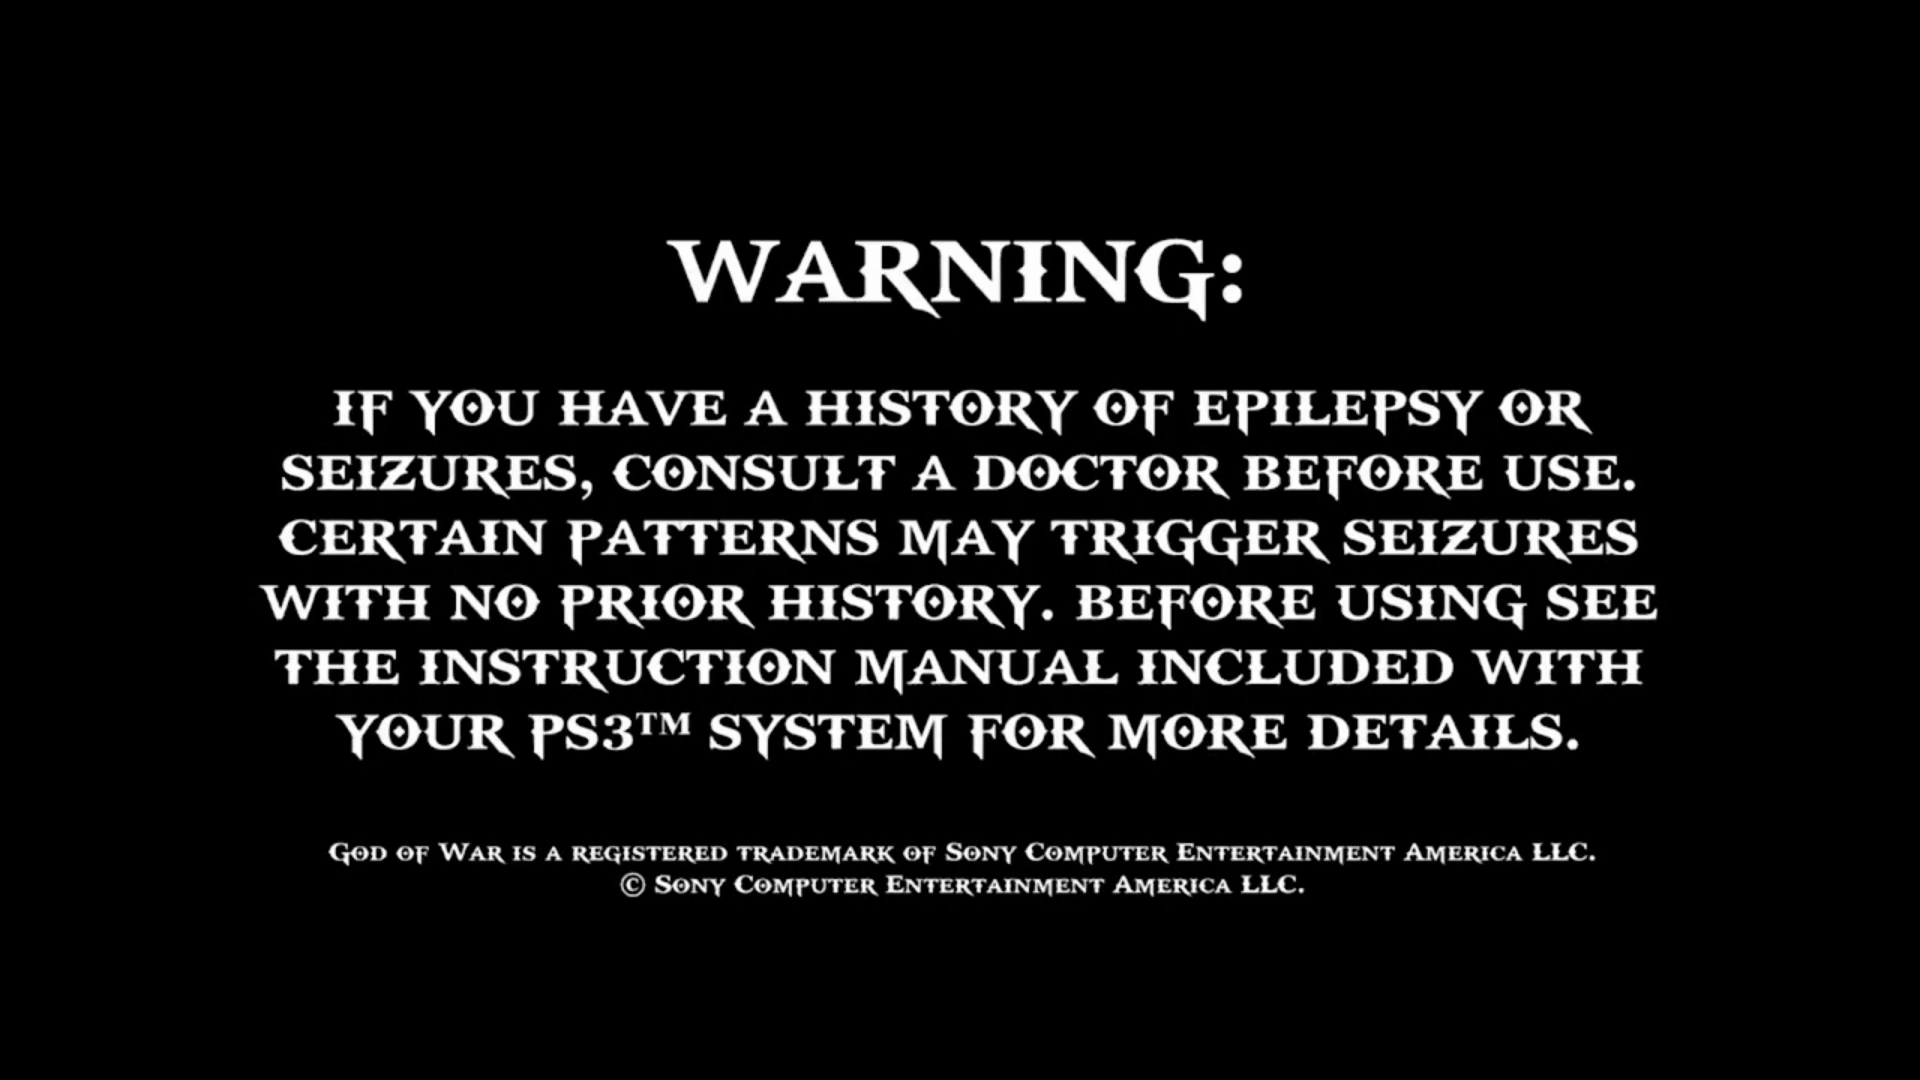 WARNING:
IF YOU HAVE A HISTORY OF EPILEPSY OR
SEIZURES, CONSULT A DOCTOR BEFORE USE.
CERTAIN PATTERNS MAY TRIGGER SEIZURES
WITH NO PRIOR HISTORY. BEFORE USING SEE
THE INSTRUCTION MANUAL INCLUDED WITH
YOUR PS3™ SYSTEM FOR MORE DETAILS.
GOD OF WAR IS A REGISTERED TRADEMARK OF SONY COMPUTER ENTERTAINMENT AMERICA LLC.
© SONY COMPUTER ENTERTAINMENT AMERICA LLC.